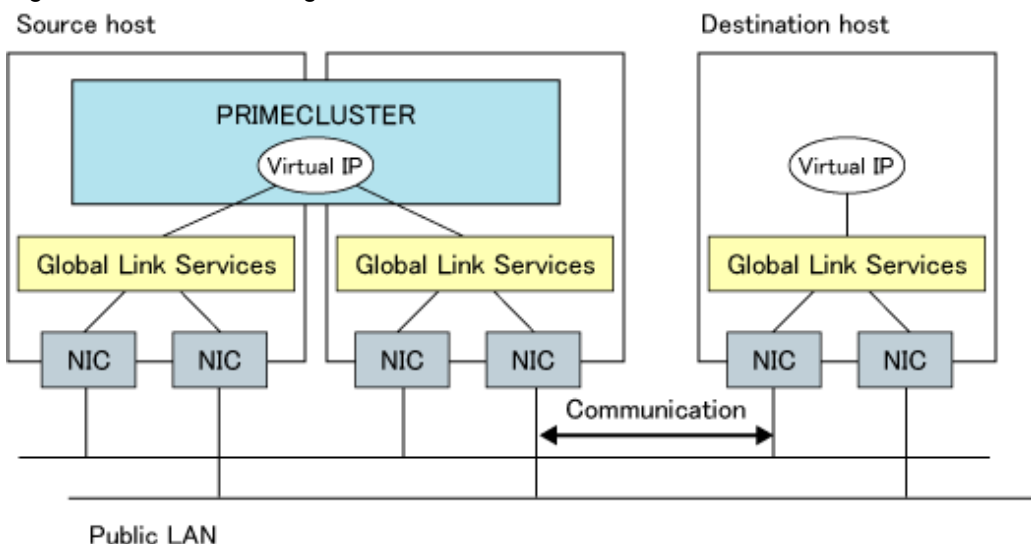 Source host
Destination host
PRIMECLUSTER
Virtual IP
Virtual IP
Global Link Services
Global Link Services
Global Link Services
NIC
NIC
NIC
NIC
NIC
NIC
Communication
Public LAN